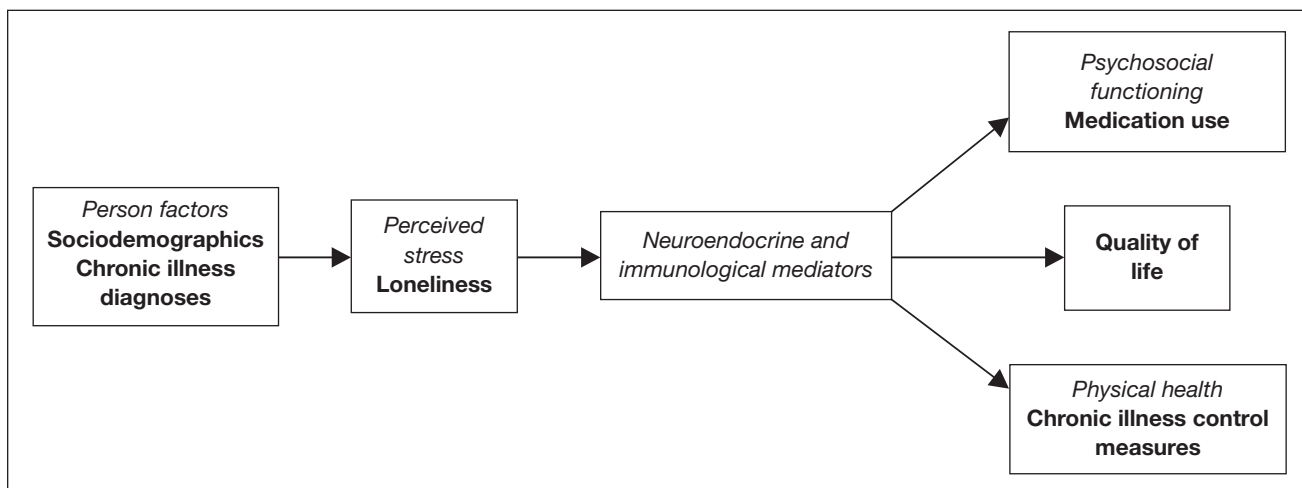 Person factors
Sociodemographics
Chronic illness
diagnoses
Perceived
stress
Loneliness
Neuroendocrine and
immunological mediators
Psychosocial
functioning
Medication use
Quality of
life
Physical health
Chronic illness control
measures